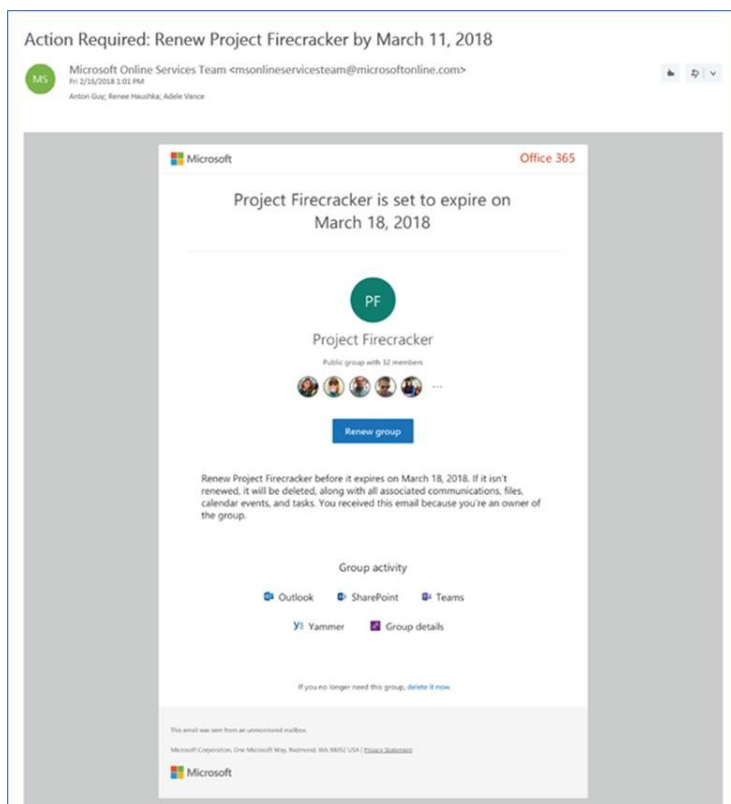 Action Required: Renew Project Firecracker by March 11, 2018
MS
Microsoft Online Services Team <msonlineservicesteam@microsoftonline.com>
Fri 2/16/2018 1:01 PM
Anton Guy; Renee Haushka; Adele Vance
Microsoft
Office 365
Project Firecracker is set to expire on
March 18, 2018
PF
Project Firecracker
Public group with 32 members
...
Renew group
Renew Project Firecracker before it expires on March 18, 2018. If it isn't
renewed, it will be deleted, along with all associated communications, files,
calendar events, and tasks. You received this email because you're an owner of
the group.
Group activity
Outlook SharePoint Teams
Yammer Group details
If you no longer need this group, delete it now.
This email was sent from an unmonitored mailbox.
Microsoft Corporation, One Microsoft Way, Redmond, WA 98052 USA | Privacy Statement
Microsoft